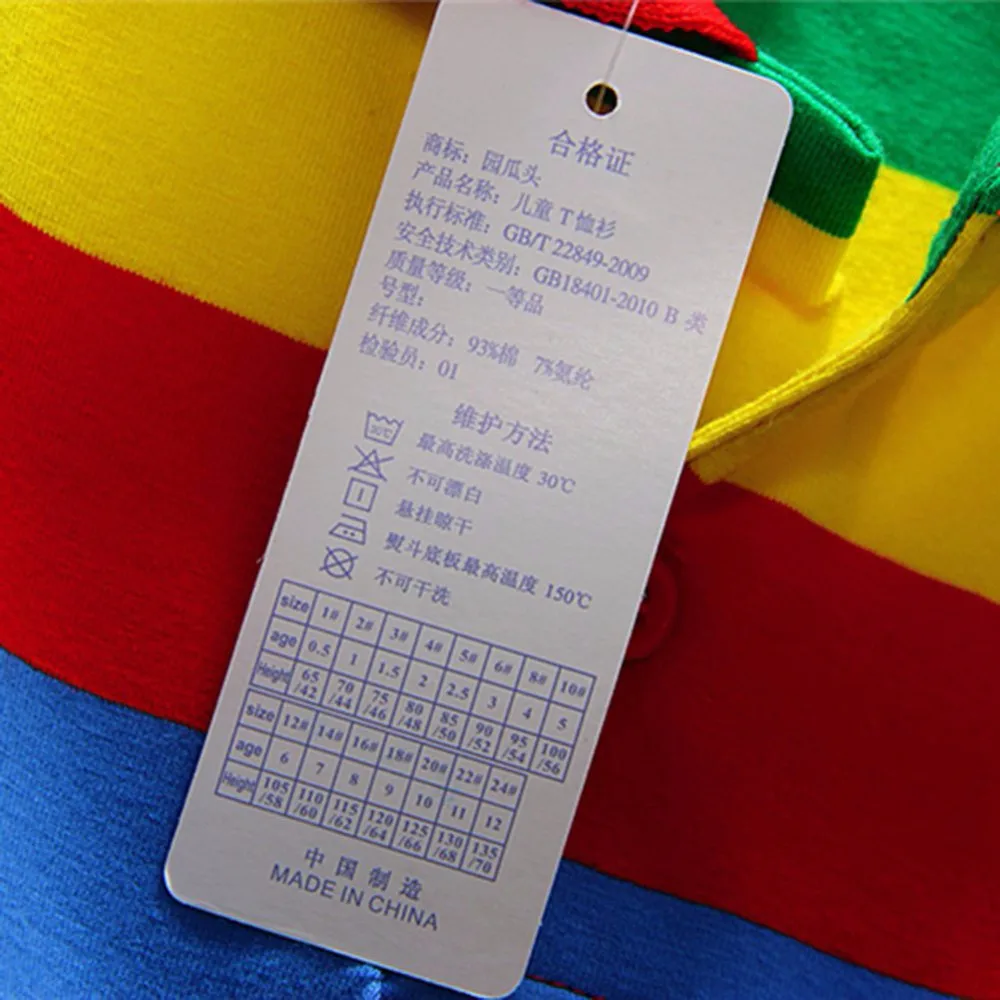 合格证
商标：园瓜头
产品名称：儿童 T 恤衫
执行标准：GB/T 22849-2009
安全技术类别：GB18401-2010 B 类
质量等级：一等品
号型：
纤维成分：93%棉 7%氨纶
检验员：01
维护方法
30℃ 最高洗涤温度 30℃
不可漂白
悬挂晾干
熨斗底板最高温度 150℃
不可干洗
size 1# 2# 3# 4# 5# 6# 8# 10#
age 0.5 1 1.5 2 2.5 3 4 5
Height 65/42 70/44 75/46 80/48 85/50 90/52 95/54 100/56
size 12# 14# 16# 18# 20# 22# 24#
age 6 7 8 9 10 11 12
Height 105/58 110/60 115/62 120/64 125/66 130/68 135/70
中国制造
MADE IN CHINA